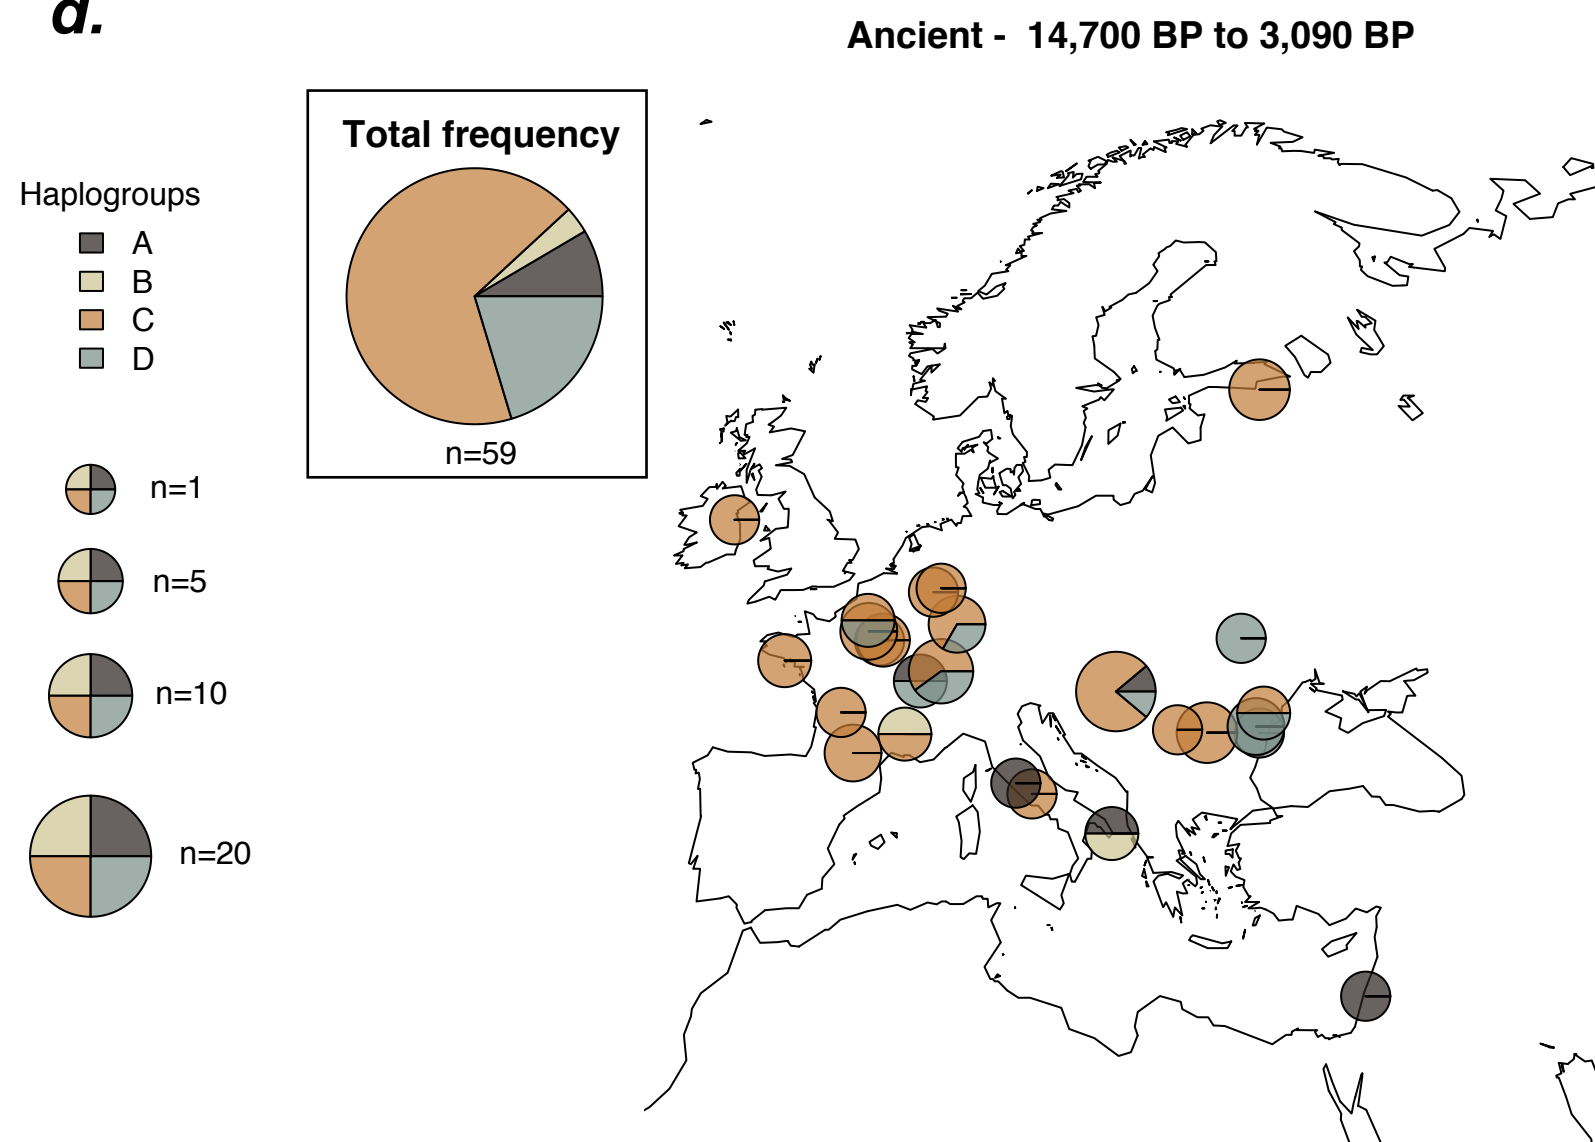 d.
Ancient - 14,700 BP to 3,090 BP
Total frequency
n=59
Haplogroups
A
B
C
D
n=1
n=5
n=10
n=20